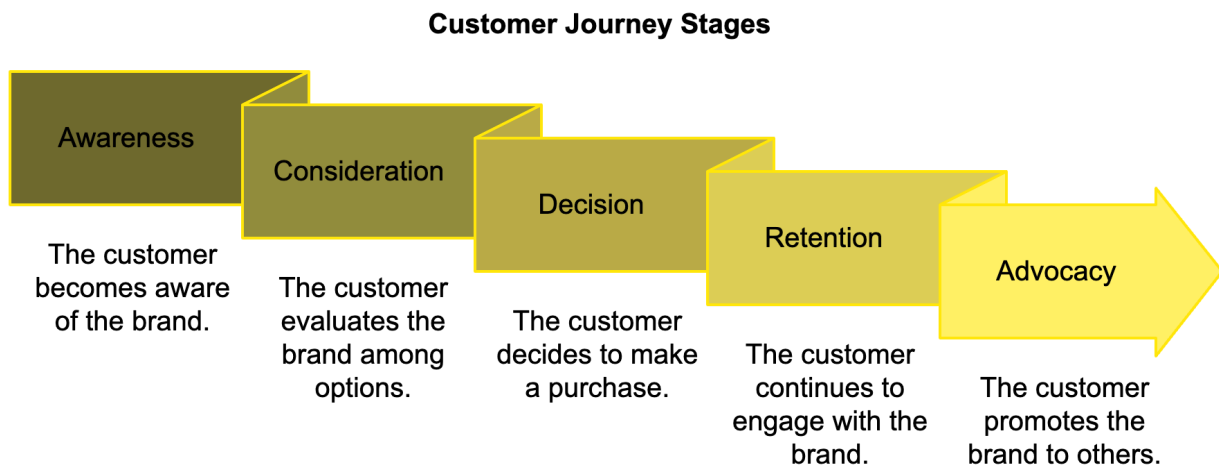 Customer Journey Stages
Awareness
The customer
becomes aware
of the brand.
Consideration
The customer
evaluates the
brand among
options.
Decision
The customer
decides to make
a purchase.
Retention
The customer
continues to
engage with the
brand.
Advocacy
The customer
promotes the
brand to others.